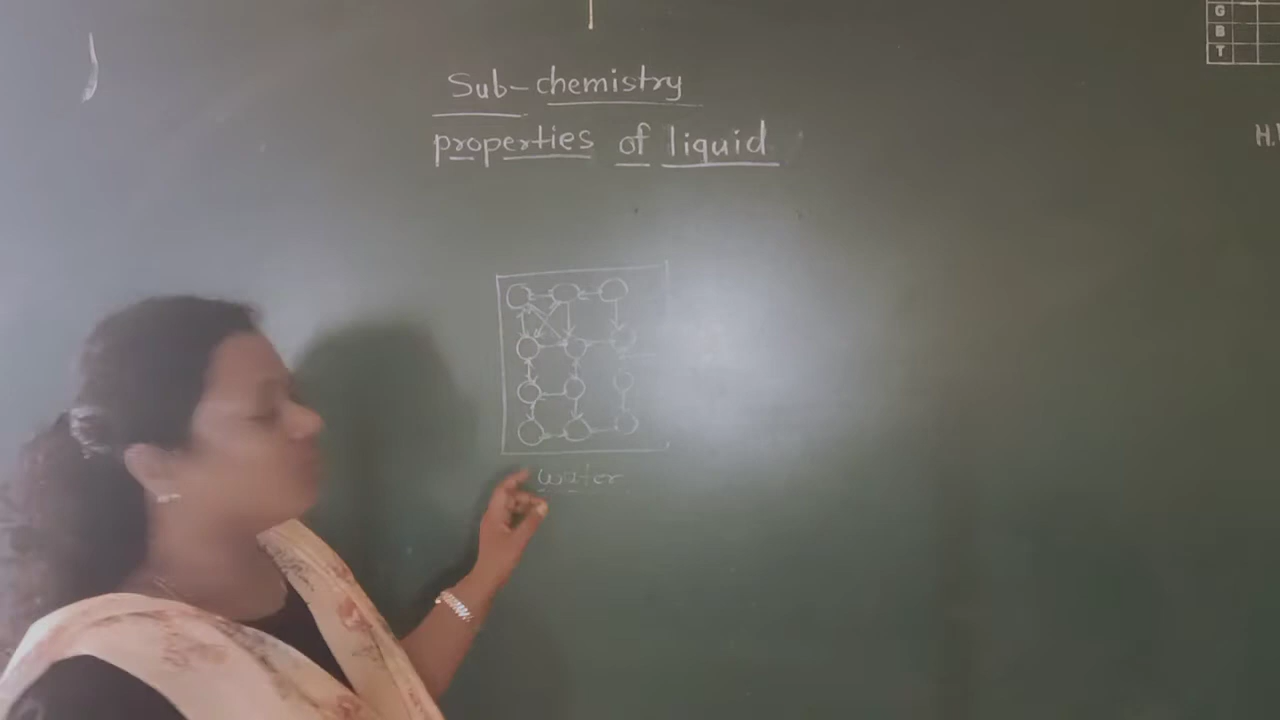 Sub-chemistry
properties of liquid
water
G
B
T
H.